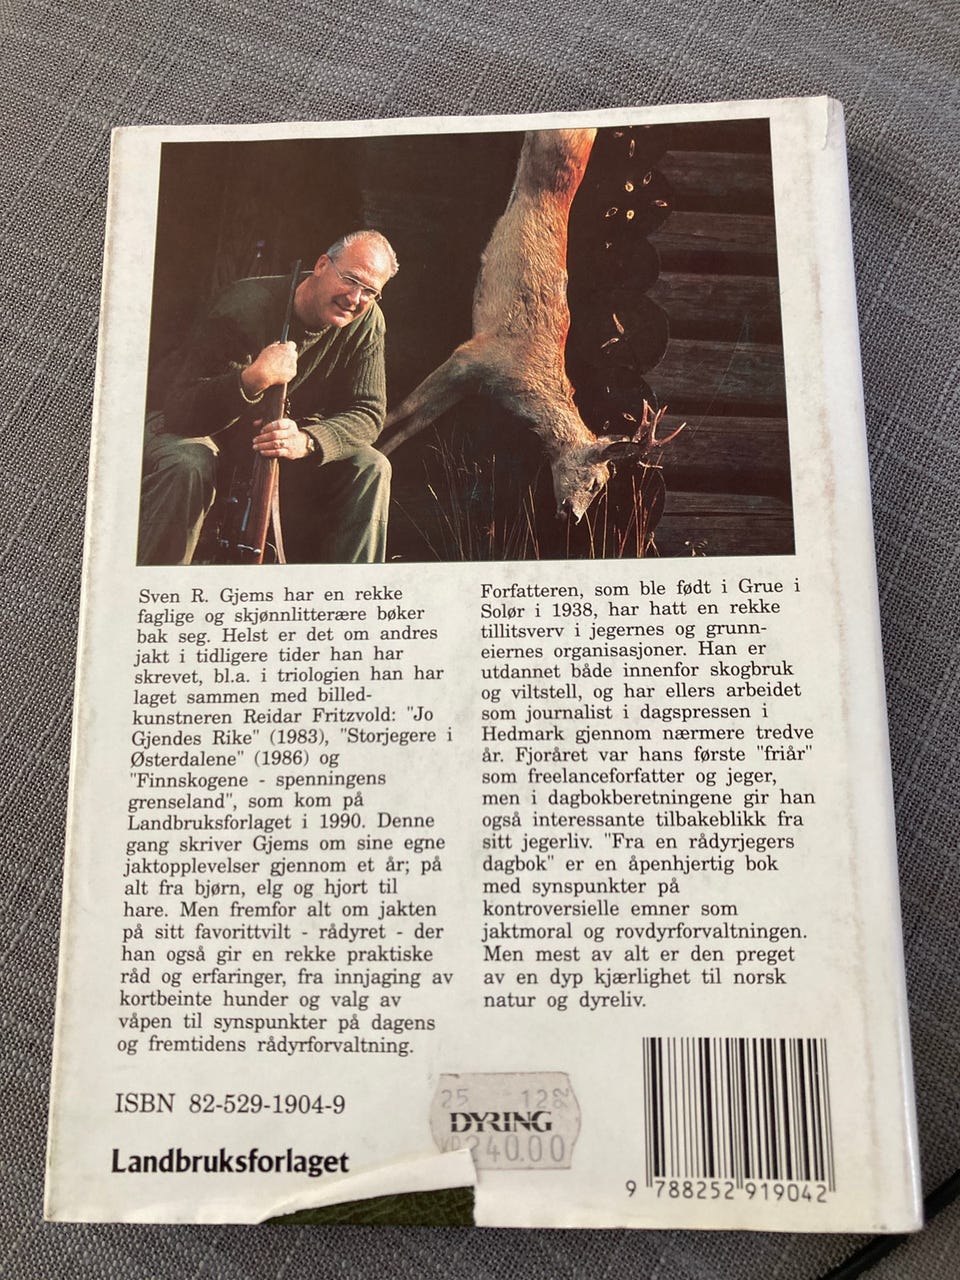 Sven R. Gjems har en rekke
faglige og skjønnlitterære bøker
bak seg. Helst er det om andres
jakt i tidligere tider han har
skrevet, bl.a. i triologien han har
laget sammen med billed-
kunstneren Reidar Fritzvold: "Jo
Gjendes Rike" (1983), "Storjegere i
Østerdalene" (1986) og
"Finnskogene - spenningens
grenseland", som kom på
Landbruksforlaget i 1990. Denne
gang skriver Gjems om sine egne
jaktopplevelser gjennom et år; på
alt fra bjørn, elg og hjort til
hare. Men fremfor alt om jakten
på sitt favorittvilt - rådyret - der
han også gir en rekke praktiske
råd og erfaringer, fra innjaging av
kortbeinte hunder og valg av
våpen til synspunkter på dagens
og fremtidens rådyrforvaltning.
Forfatteren, som ble født i Grue i
Solør i 1938, har hatt en rekke
tillitsverv i jegernes og grunn-
eiernes organisasjoner. Han er
utdannet både innenfor skogbruk
og viltstell, og har ellers arbeidet
som journalist i dagspressen i
Hedmark gjennom nærmere tredve
år. Fjoråret var hans første "friår"
som freelanceforfatter og jeger,
men i dagbokberetningene gir han
også interessante tilbakeblikk fra
sitt jegerliv. "Fra en rådyrjegers
dagbok" er en åpenhjertig bok
med synspunkter på
kontroversielle emner som
jaktmoral og rovdyrforvaltningen.
Men mest av alt er den preget
av en dyp kjærlighet til norsk
natur og dyreliv.
ISBN 82-529-1904-9
Landbruksforlaget
25 12
DYRING
240.00
9 788252 919042